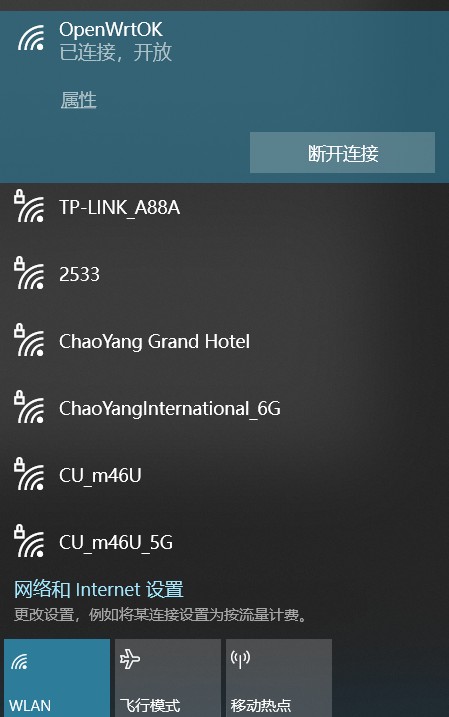 OpenWrtOK
已连接，开放
属性
断开连接
TP-LINK_A88A
2533
ChaoYang Grand Hotel
ChaoYangInternational_6G
CU_m46U
CU_m46U_5G
网络和 Internet 设置
更改设置，例如将某连接设置为按流量计费。
WLAN
飞行模式
移动热点